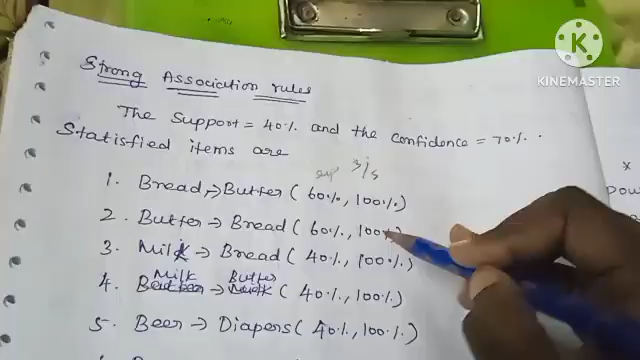 K
KINEMASTER
Strong Association rules
The Support = 40% and the Confidence = 70%.
Statisfied items are
sup 3/5
1. Bread → Butter (60%, 100%)
2. Butter → Bread (60%, 100%)
3. Milk → Bread (40%, 100%)
Milk Butter
4. → (40%, 100%)
5. Beer → Diapers (40%, 100%)
x
pow